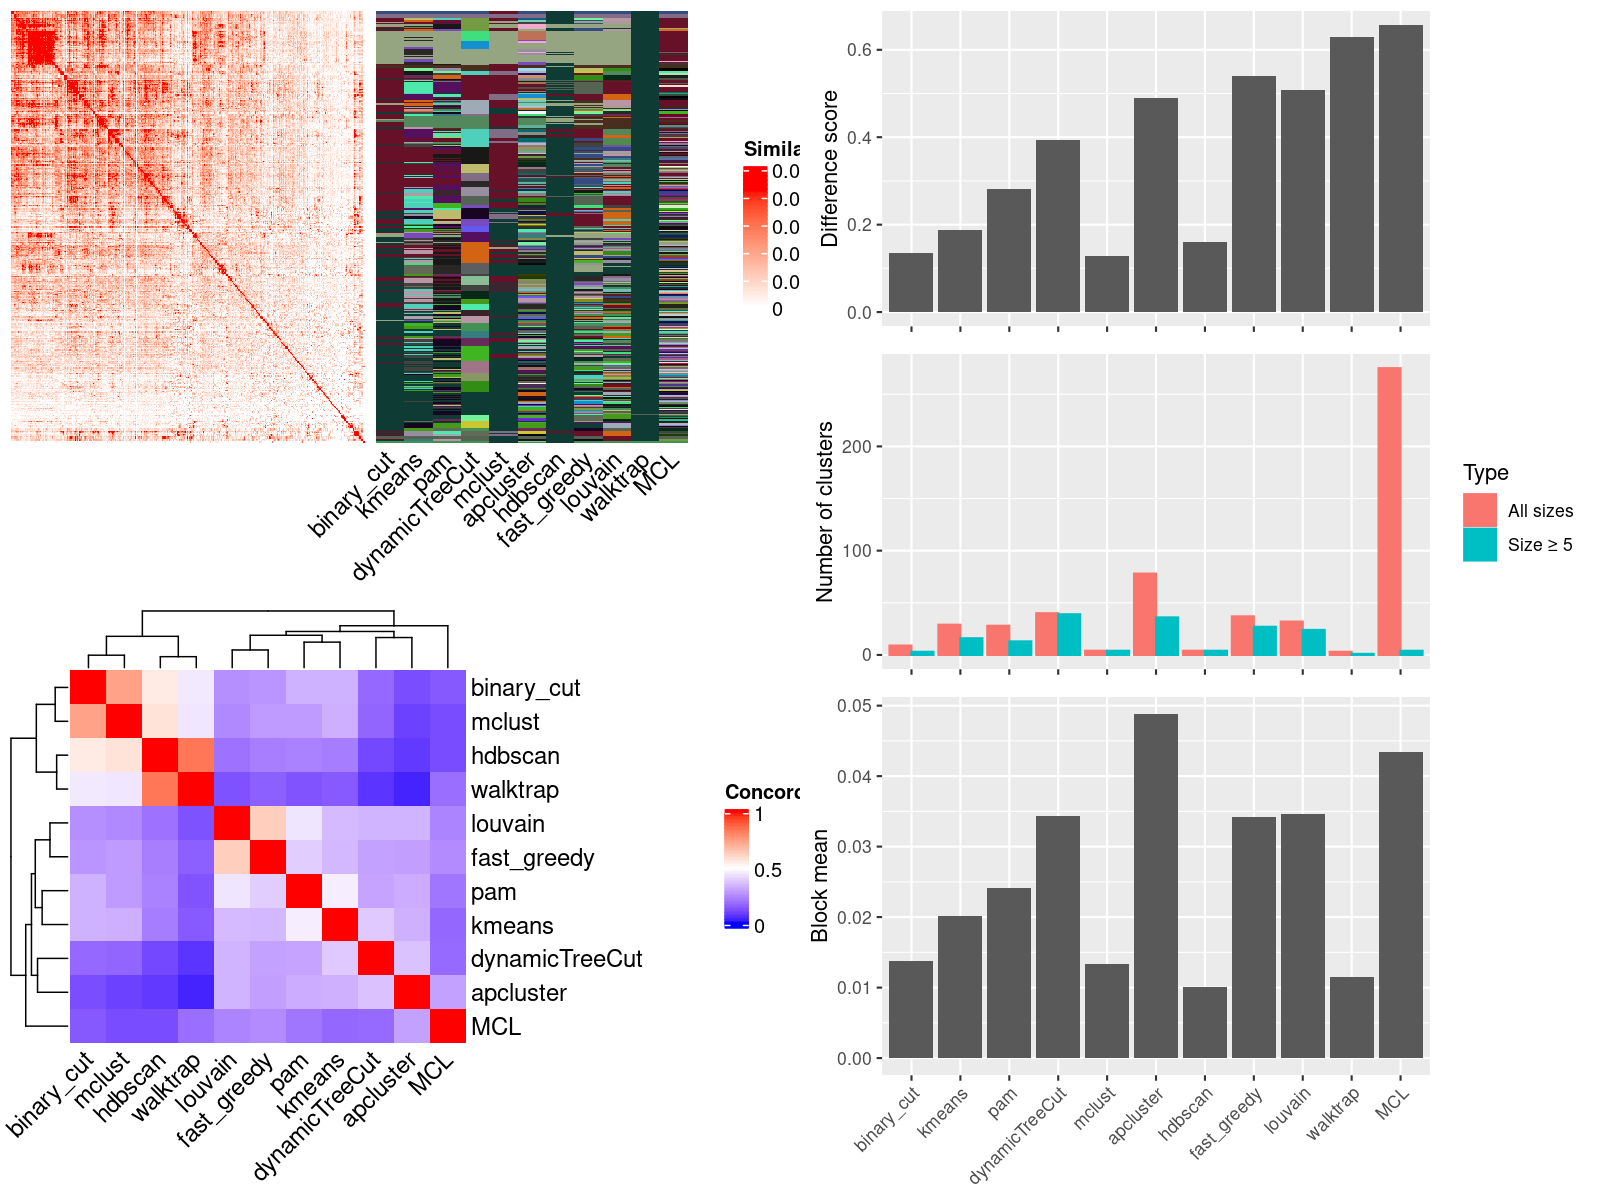 Simila
0.0
0.0
0.0
0.0
0.0
0
binary_cut
kmeans
pam
dynamicTreeCut
mclust
apcluster
hdbscan
fast_greedy
louvain
walktrap
MCL
binary_cut
mclust
hdbscan
walktrap
louvain
fast_greedy
pam
kmeans
dynamicTreeCut
apcluster
MCL
binary_cut
mclust
hdbscan
walktrap
louvain
fast_greedy
pam
kmeans
dynamicTreeCut
apcluster
MCL
Concord
1
0.5
0
Difference score
0.6
0.4
0.2
0.0
Number of clusters
200
100
0
Type
All sizes
Size ≥ 5
Block mean
0.05
0.04
0.03
0.02
0.01
0.00
binary_cut
kmeans
pam
dynamicTreeCut
mclust
apcluster
hdbscan
fast_greedy
louvain
walktrap
MCL